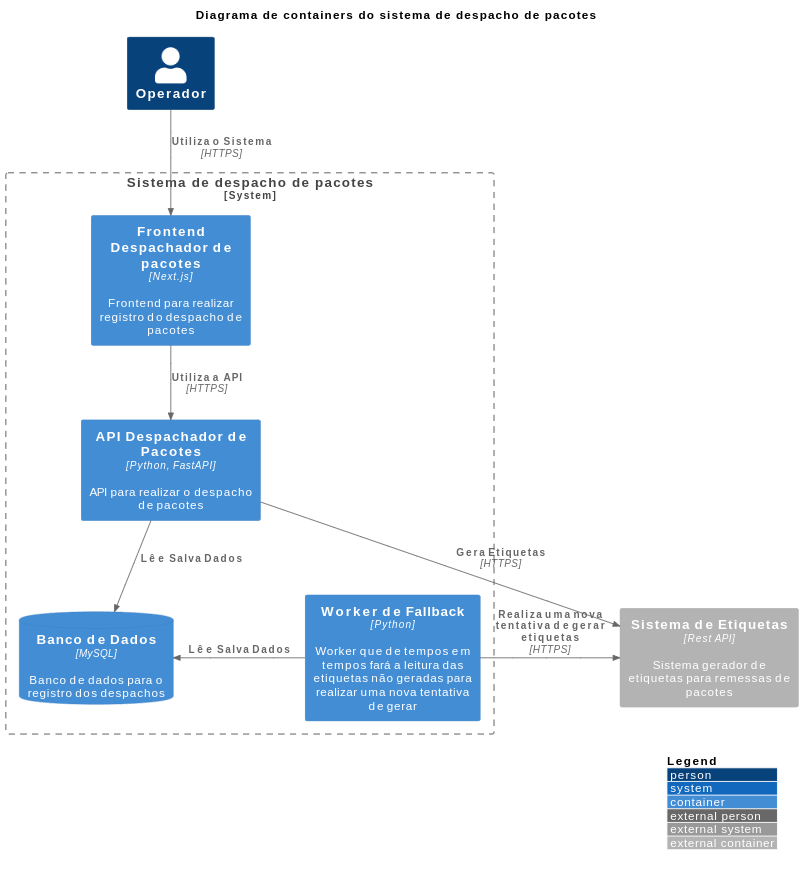 Diagrama de containers do sistema de despacho de pacotes
Operador
Utiliza o Sistema
[HTTPS]
Sistema de despacho de pacotes
[System]
Frontend
Despachador de
pacotes
[Next.js]
Frontend para realizar
registro do despacho de
pacotes
Utiliza a API
[HTTPS]
API Despachador de
Pacotes
[Python, FastAPI]
API para realizar o despacho
de pacotes
Lê e Salva Dados
Gera Etiquetas
[HTTPS]
Banco de Dados
[MySQL]
Banco de dados para o
registro dos despachos
Lê e Salva Dados
Worker de Fallback
[Python]
Worker que de tempos em
tempos fará a leitura das
etiquetas não geradas para
realizar uma nova tentativa
de gerar
Realiza uma nova
tentativa de gerar
etiquetas
[HTTPS]
Sistema de Etiquetas
[Rest API]
Sistema gerador de
etiquetas para remessas de
pacotes
Legend
person
system
container
external person
external system
external container